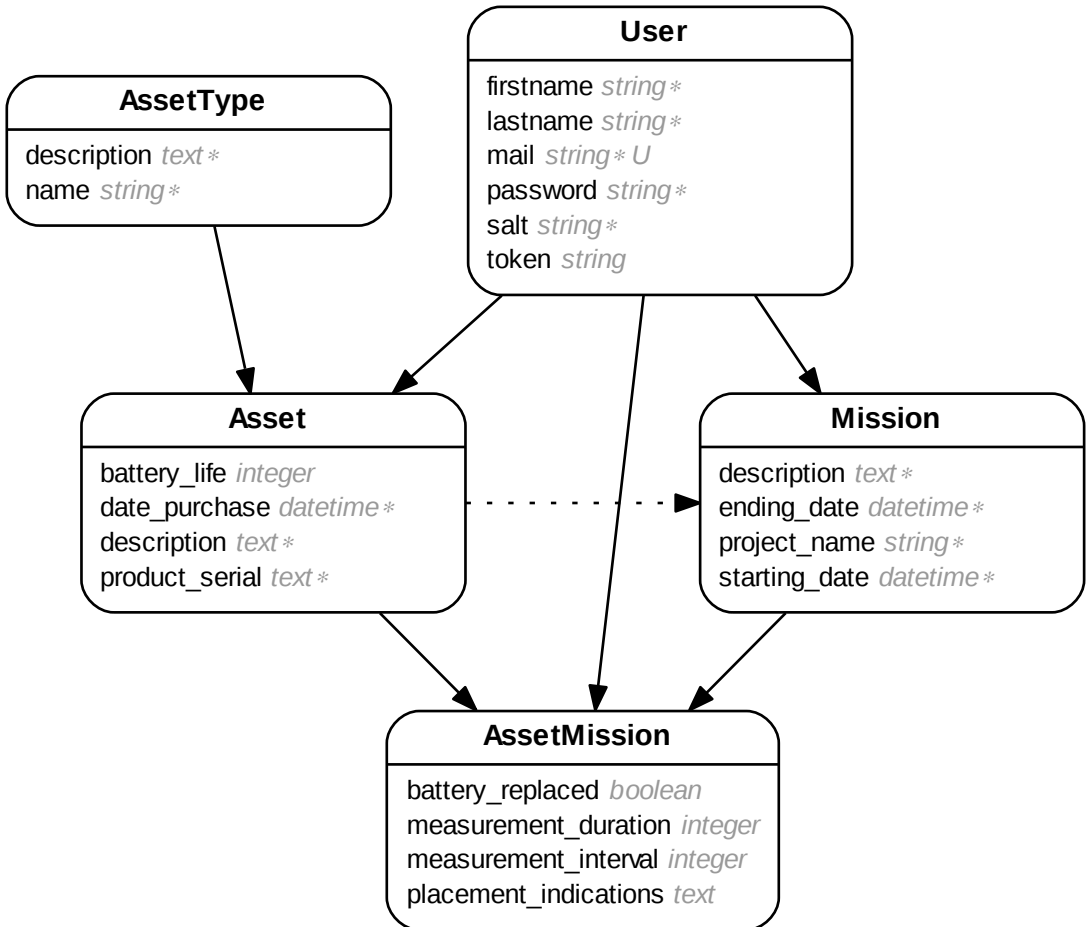 User
firstname string*
lastname string*
mail string* U
password string*
salt string*
token string
AssetType
description text*
name string*
Asset
battery_life integer
date_purchase datetime*
description text*
product_serial text*
Mission
description text*
ending_date datetime*
project_name string*
starting_date datetime*
AssetMission
battery_replaced boolean
measurement_duration integer
measurement_interval integer
placement_indications text